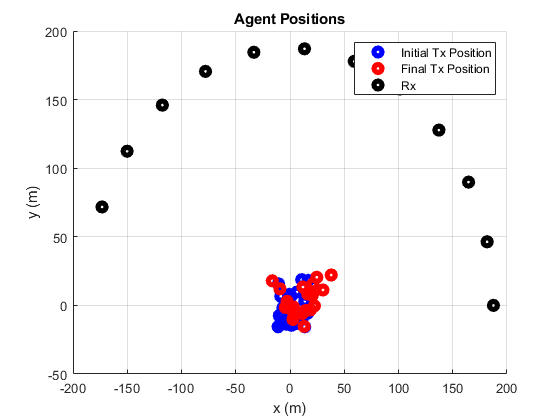 Agent Positions
Initial Tx Position
Final Tx Position
Rx
200
150
100
50
0
-50
y (m)
-200 -150 -100 -50 0 50 100 150 200
x (m)